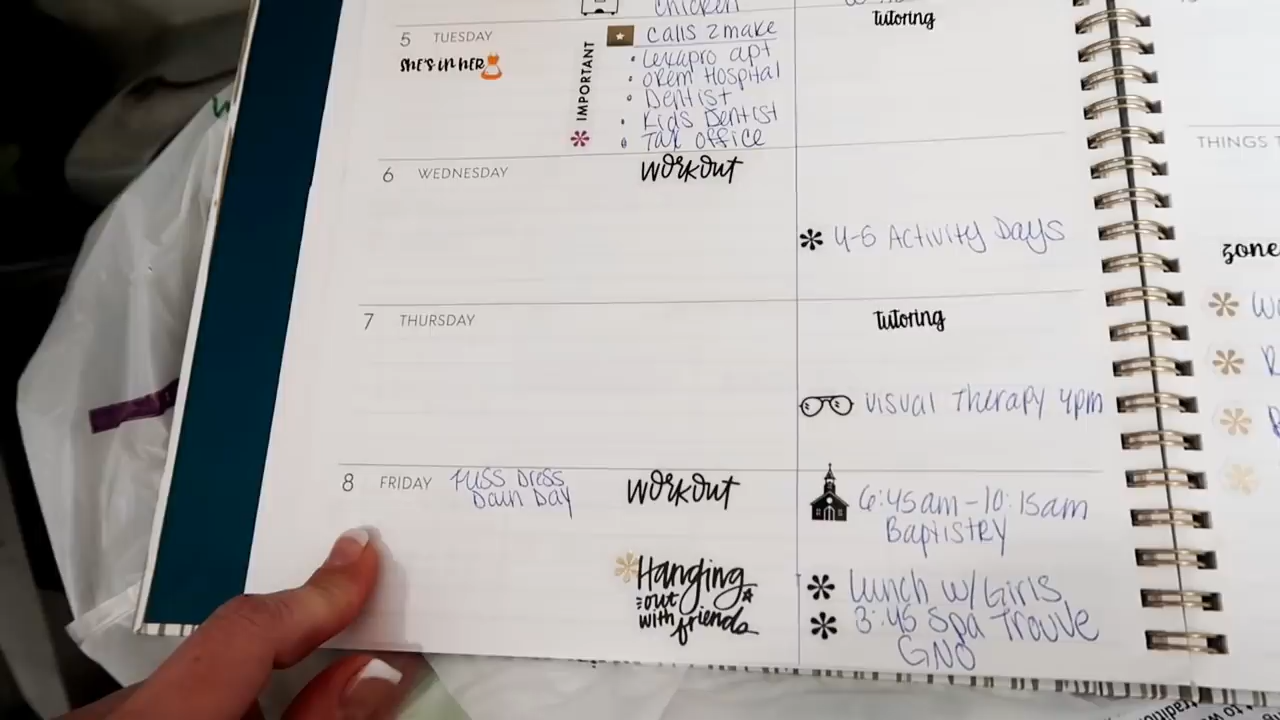 chicken
tutoring
5 TUESDAY
SHE'S IN HER
IMPORTANT
calls 2 make
Lexapro apt
Orem Hospital
Dentist
Kids Dentist
Tax office
6 WEDNESDAY
workout
4-6 Activity Days
THINGS T
zone
7 THURSDAY
tutoring
visual Therapy 4pm
8 FRIDAY
Dress
Down Day
workout
6:45am-10:15am
Baptistry
Hanging
out
with friends
Lunch w/ Girls
3:45 Spa Trouve
GNO